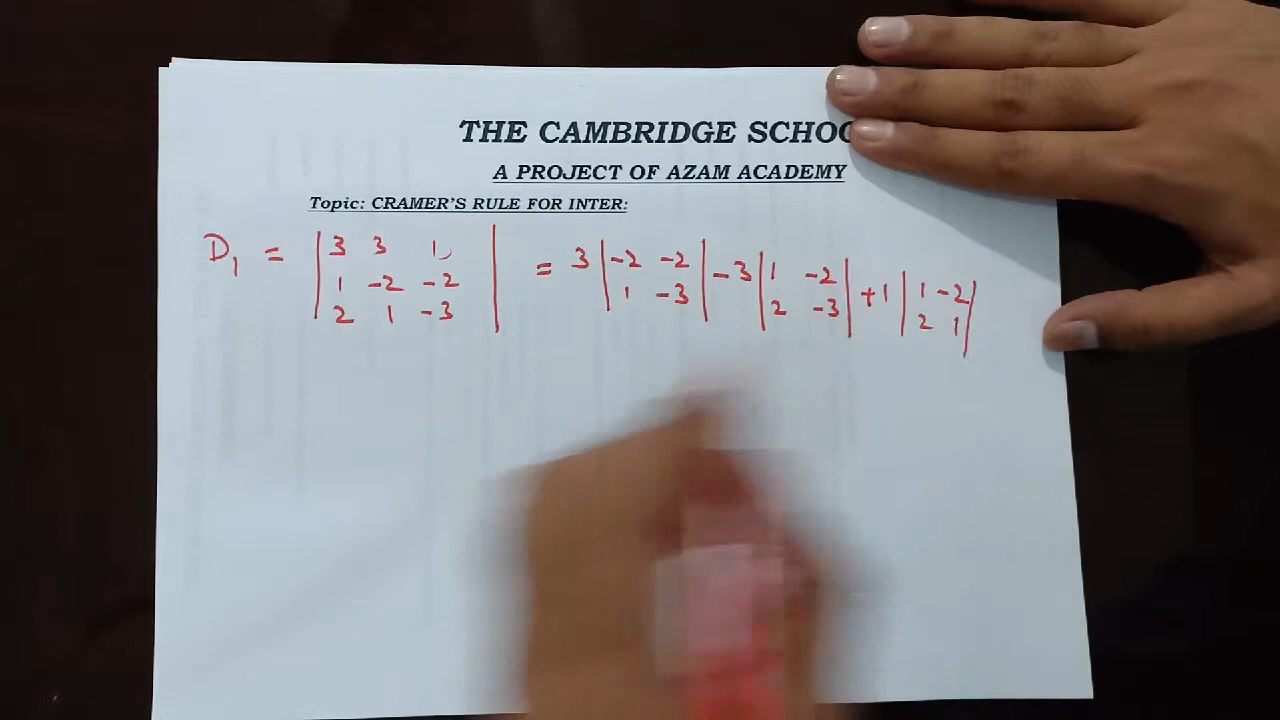 THE CAMBRIDGE SCHOO
A PROJECT OF AZAM ACADEMY
Topic: CRAMER'S RULE FOR INTER:
D₁ = | 3 3 1 | = 3 | -2 -2 | - 3 | 1 -2 | + 1 | 1 -2 |
| 1 -2 -2 | | 1 -3 | | 2 -3 | | 2 1 |
| 2 1 -3 |